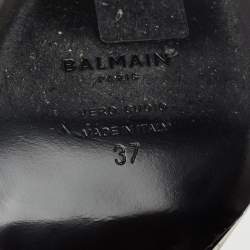 BALMAIN
PARIS
VERO CUOIO
MADE IN ITALY
37